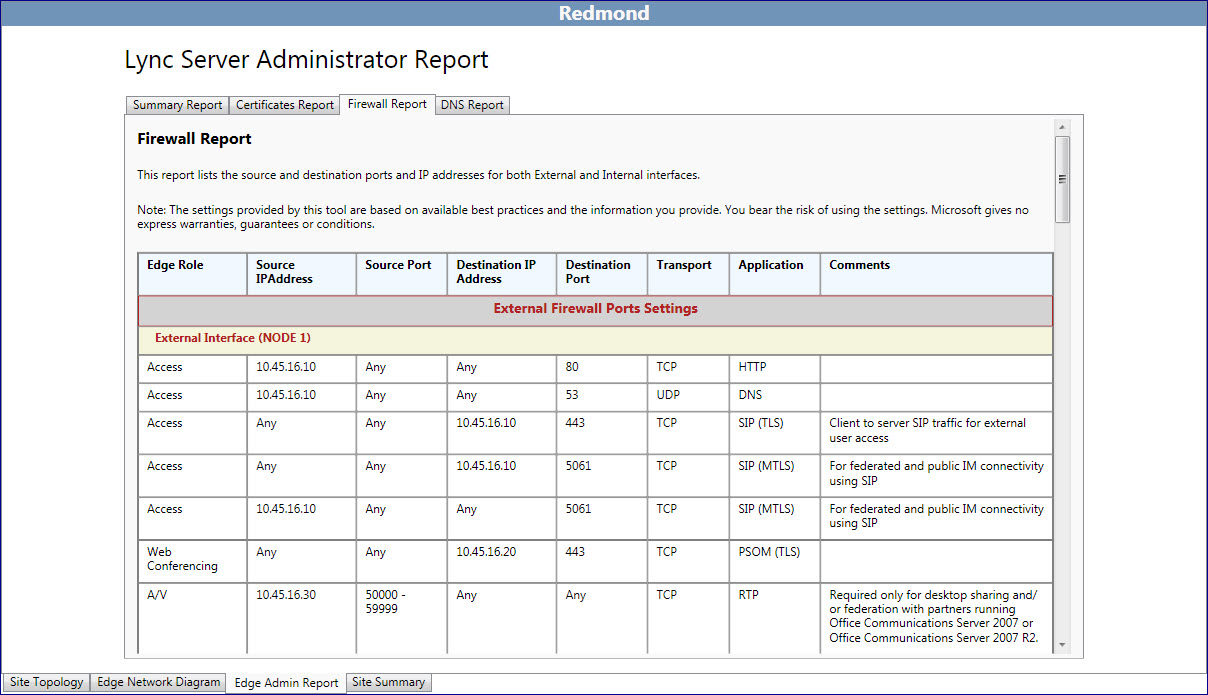 Redmond
Lync Server Administrator Report
Summary Report Certificates Report Firewall Report DNS Report
Firewall Report
This report lists the source and destination ports and IP addresses for both External and Internal interfaces.
Note: The settings provided by this tool are based on available best practices and the information you provide. You bear the risk of using the settings. Microsoft gives no
express warranties, guarantees or conditions.
Edge Role Source IPAddress Source Port Destination IP Address Destination Port Transport Application Comments
External Firewall Ports Settings
External Interface (NODE 1)
Access 10.45.16.10 Any Any 80 TCP HTTP
Access 10.45.16.10 Any Any 53 UDP DNS
Access Any Any 10.45.16.10 443 TCP SIP (TLS) Client to server SIP traffic for external
user access
Access Any Any 10.45.16.10 5061 TCP SIP (MTLS) For federated and public IM connectivity
using SIP
Access 10.45.16.10 Any Any 5061 TCP SIP (MTLS) For federated and public IM connectivity
using SIP
Web Any Any 10.45.16.20 443 TCP PSOM (TLS)
Conferencing
A/V 10.45.16.30 50000 - Any Any TCP RTP Required only for desktop sharing and/
59999 or federation with partners running
Office Communications Server 2007 or
Office Communications Server 2007 R2.
Site Topology Edge Network Diagram Edge Admin Report Site Summary